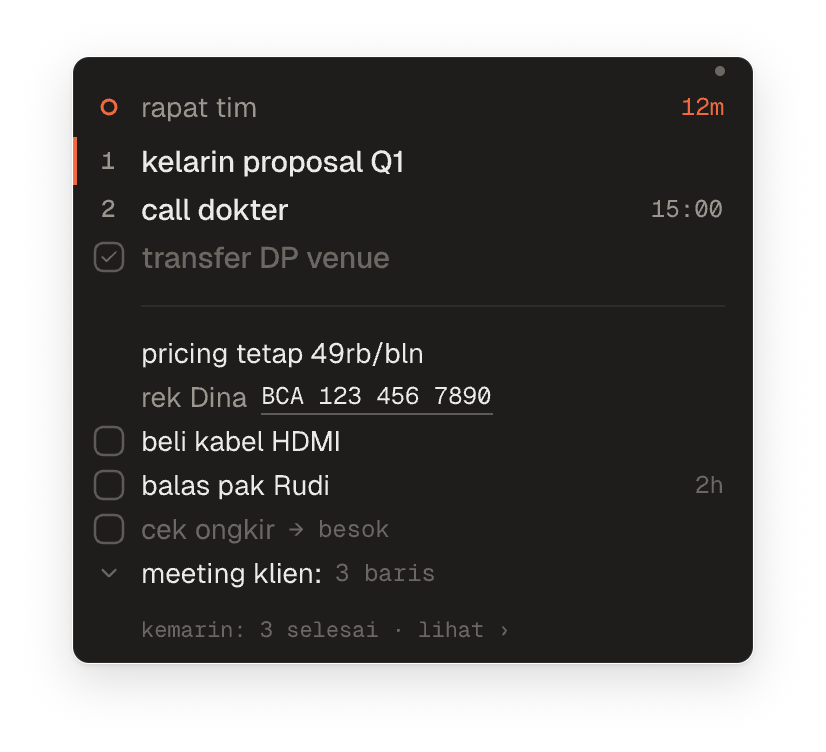 rapat tim 12m
1 kelarin proposal Q1
2 call dokter 15:00
transfer DP venue
pricing tetap 49rb/bln
rek Dina BCA 123 456 7890
beli kabel HDMI
balas pak Rudi 2h
cek ongkir → besok
meeting klien: 3 baris
kemarin: 3 selesai · lihat ›